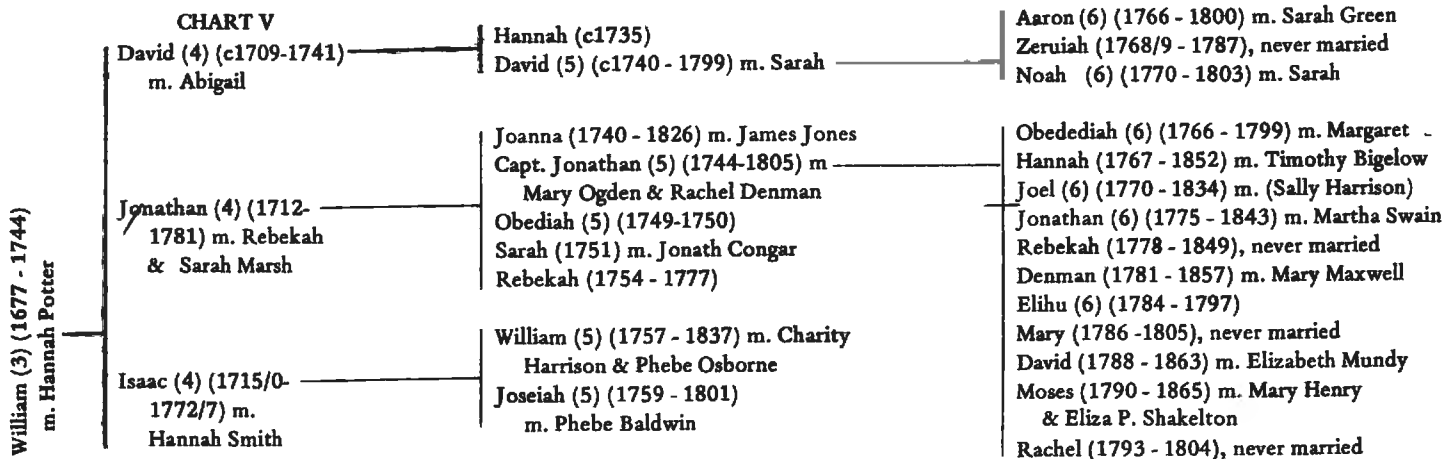 CHART V
William (3) (1677 - 1744)
m. Hannah Potter
David (4) (c1709-1741)
m. Abigail
Jonathan (4) (1712-
1781) m. Rebekah
& Sarah Marsh
Isaac (4) (1715/0-
1772/7) m.
Hannah Smith
Hannah (c1735)
David (5) (c1740 - 1799) m. Sarah
Joanna (1740 - 1826) m. James Jones
Capt. Jonathan (5) (1744-1805) m
Mary Ogden & Rachel Denman
Obediah (5) (1749-1750)
Sarah (1751) m. Jonath Congar
Rebekah (1754 - 1777)
William (5) (1757 - 1837) m. Charity
Harrison & Phebe Osborne
Joseiah (5) (1759 - 1801)
m. Phebe Baldwin
Aaron (6) (1766 - 1800) m. Sarah Green
Zeruiah (1768/9 - 1787), never married
Noah (6) (1770 - 1803) m. Sarah
Obedediah (6) (1766 - 1799) m. Margaret
Hannah (1767 - 1852) m. Timothy Bigelow
Joel (6) (1770 - 1834) m. (Sally Harrison)
Jonathan (6) (1775 - 1843) m. Martha Swain
Rebekah (1778 - 1849), never married
Denman (1781 - 1857) m. Mary Maxwell
Elihu (6) (1784 - 1797)
Mary (1786 -1805), never married
David (1788 - 1863) m. Elizabeth Mundy
Moses (1790 - 1865) m. Mary Henry
& Eliza P. Shakelton
Rachel (1793 - 1804), never married